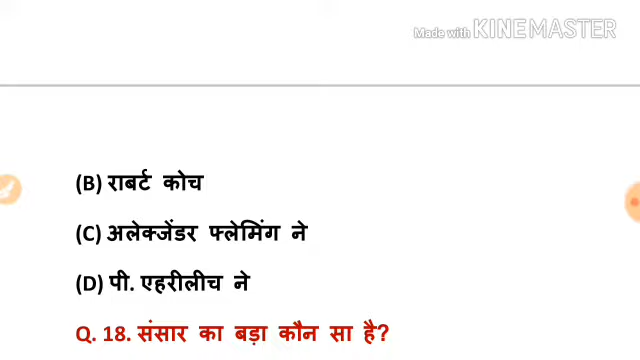 Made with KINEMASTER
(B) राबर्ट कोच
(C) अलेक्जेंडर फ्लेमिंग ने
(D) पी. एहरीलीच ने
Q. 18. संसार का बड़ा कौन सा है?